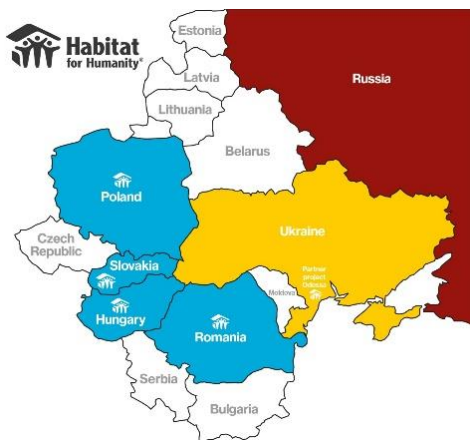 Habitat
for Humanity®
Estonia
Russia
Latvia
Lithuania
Belarus
Poland
Czech
Republic
Ukraine
Slovakia
Partner
project
Odessa
Moldova
Hungary
Romania
Serbia
Bulgaria